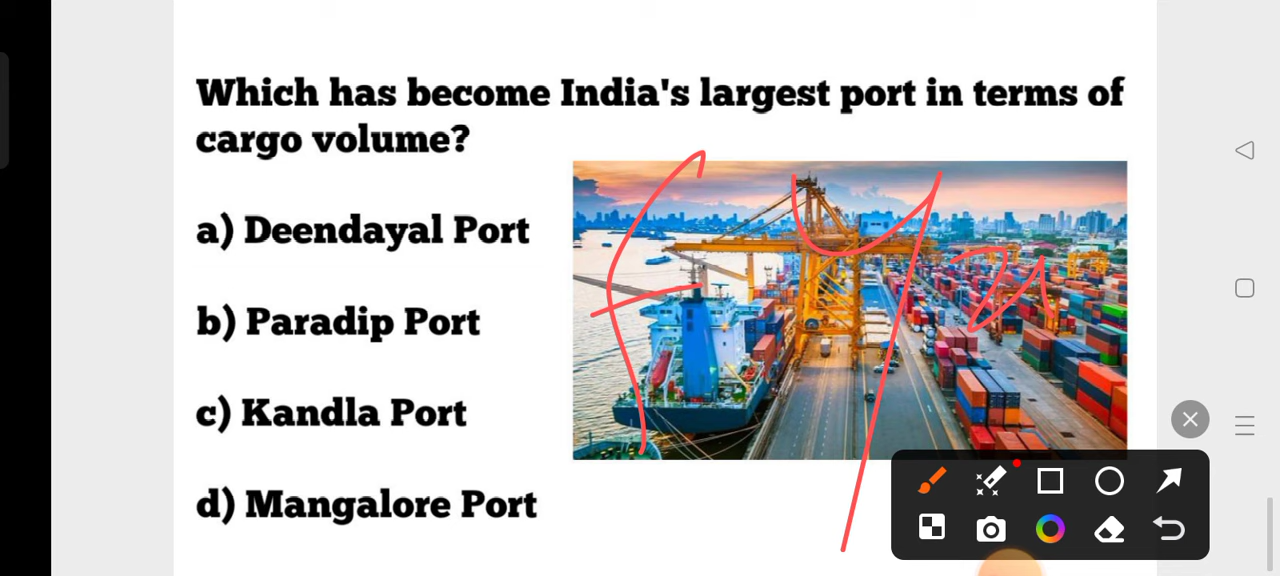 Which has become India's largest port in terms of
cargo volume?
a) Deendayal Port
b) Paradip Port
c) Kandla Port
d) Mangalore Port